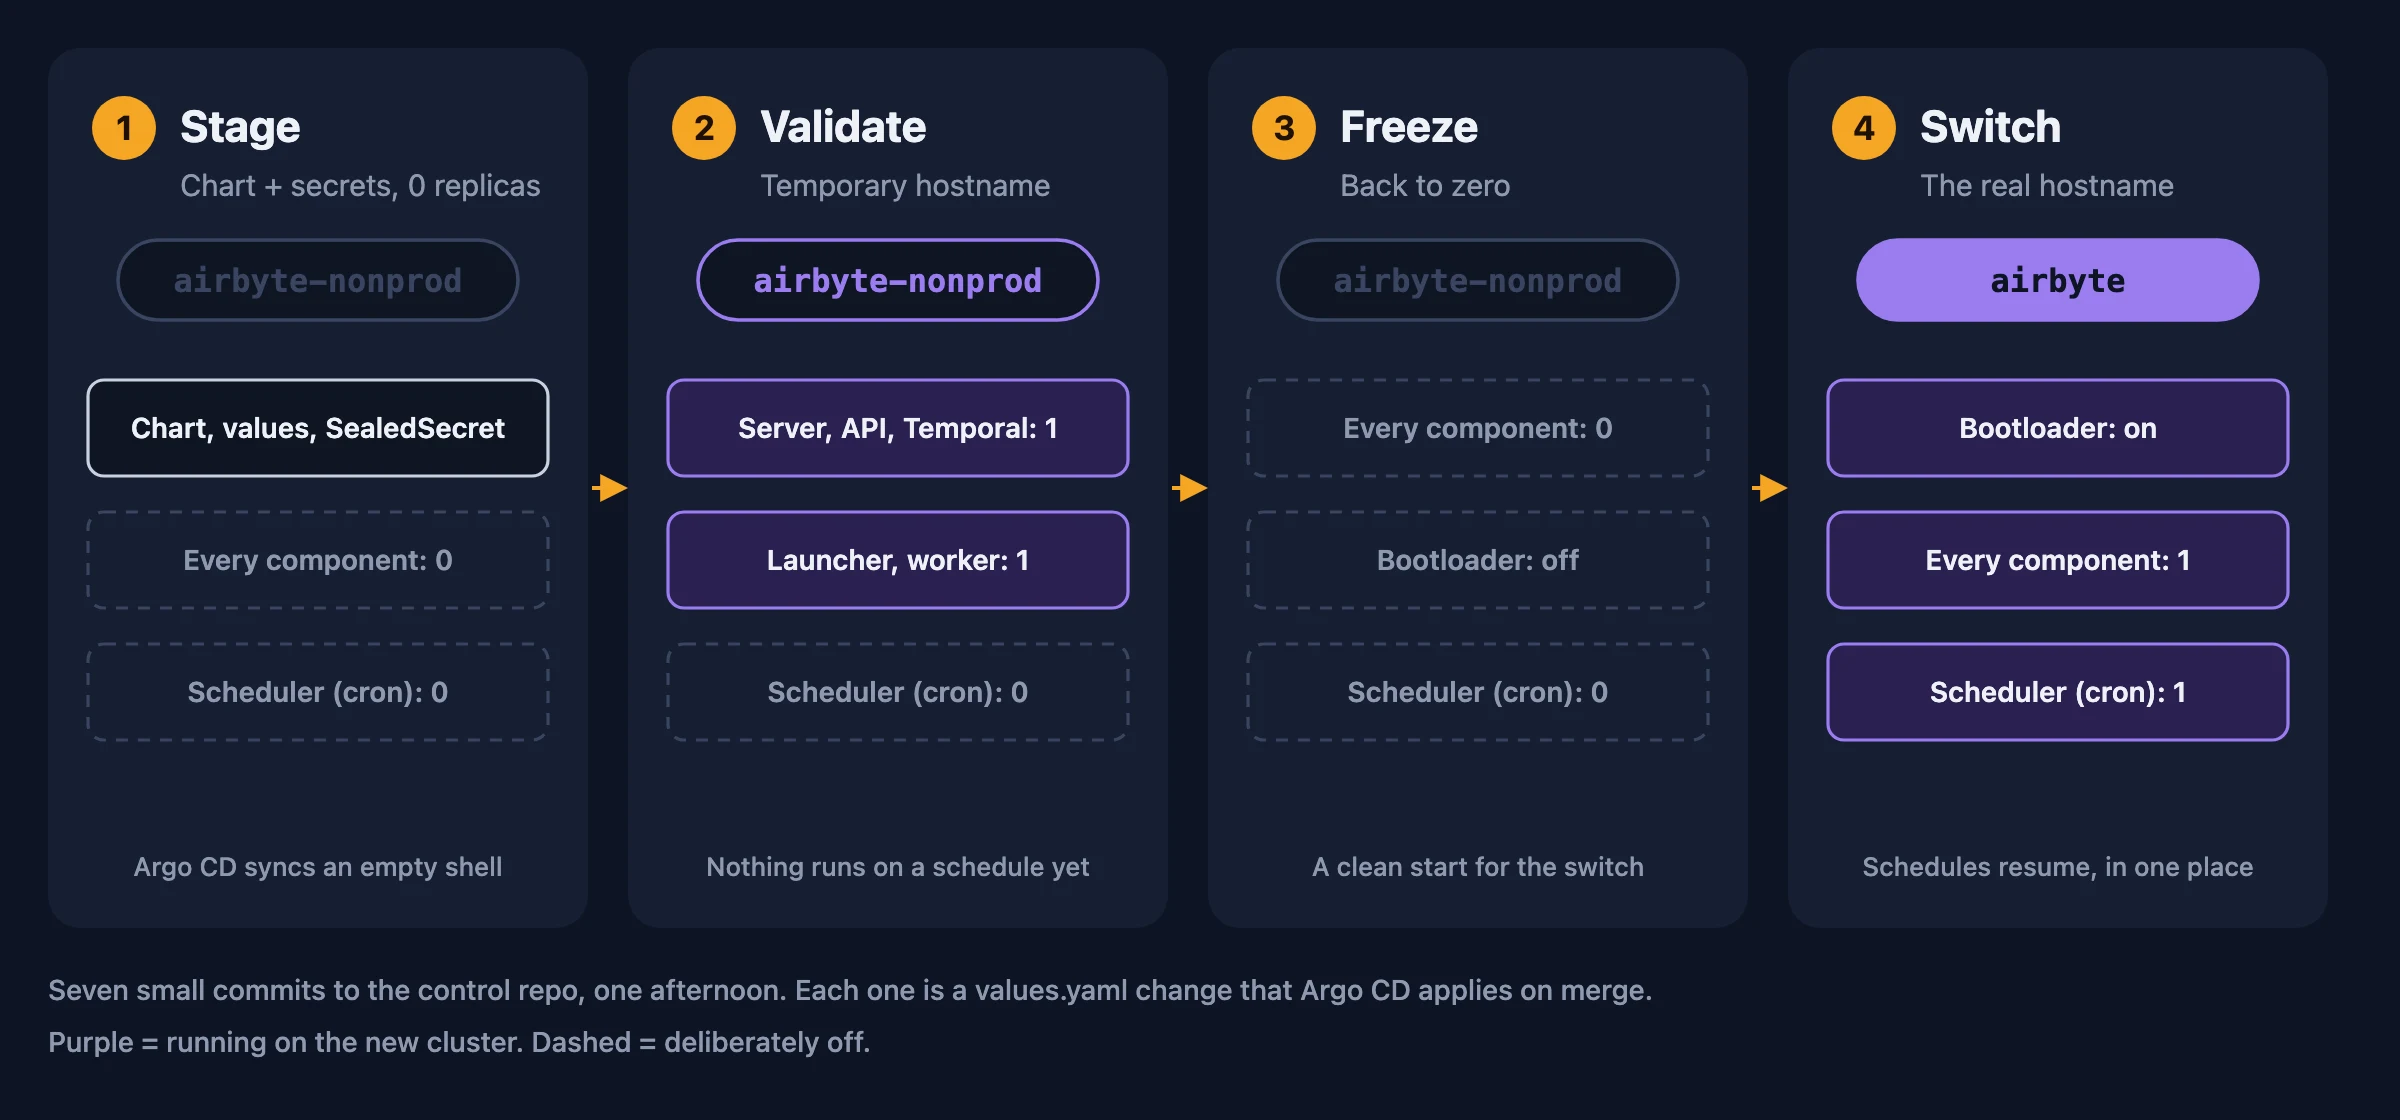 1 Stage
Chart + secrets, 0 replicas
airbyte-nonprod
Chart, values, SealedSecret
Every component: 0
Scheduler (cron): 0
Argo CD syncs an empty shell
2 Validate
Temporary hostname
airbyte-nonprod
Server, API, Temporal: 1
Launcher, worker: 1
Scheduler (cron): 0
Nothing runs on a schedule yet
3 Freeze
Back to zero
airbyte-nonprod
Every component: 0
Bootloader: off
Scheduler (cron): 0
A clean start for the switch
4 Switch
The real hostname
airbyte
Bootloader: on
Every component: 1
Scheduler (cron): 1
Schedules resume, in one place
Seven small commits to the control repo, one afternoon. Each one is a values.yaml change that Argo CD applies on merge.
Purple = running on the new cluster. Dashed = deliberately off.